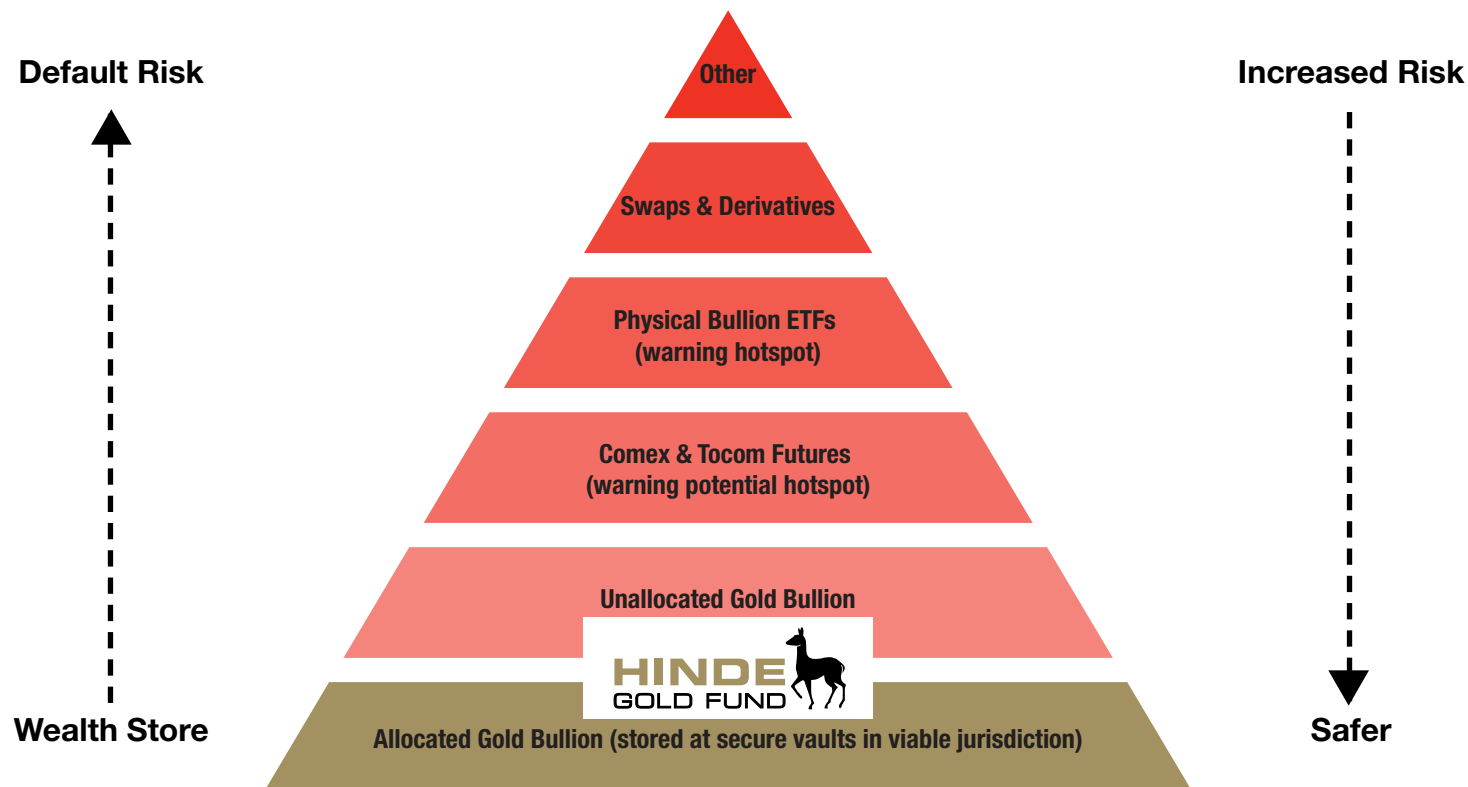 Default Risk
Increased Risk
Other
Swaps & Derivatives
Physical Bullion ETFs
(warning hotspot)
Comex & Tocom Futures
(warning potential hotspot)
Unallocated Gold Bullion
HINDE
GOLD FUND
Wealth Store
Safer
Allocated Gold Bullion (stored at secure vaults in viable jurisdiction)